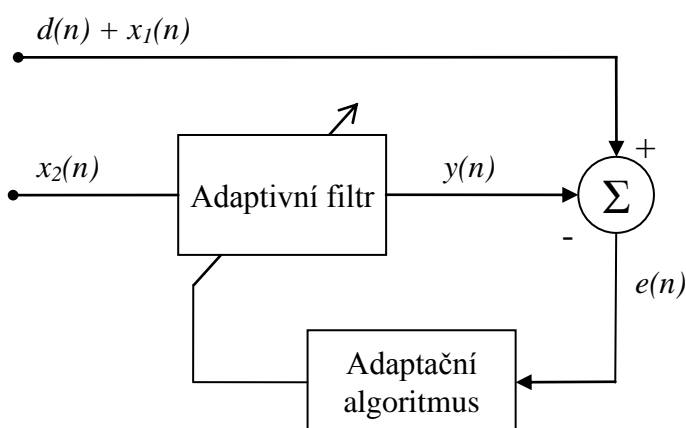 d(n) + x₁(n)
x₂(n)
Adaptivní filtr
y(n)
+
Σ
-
e(n)
Adaptační
algoritmus